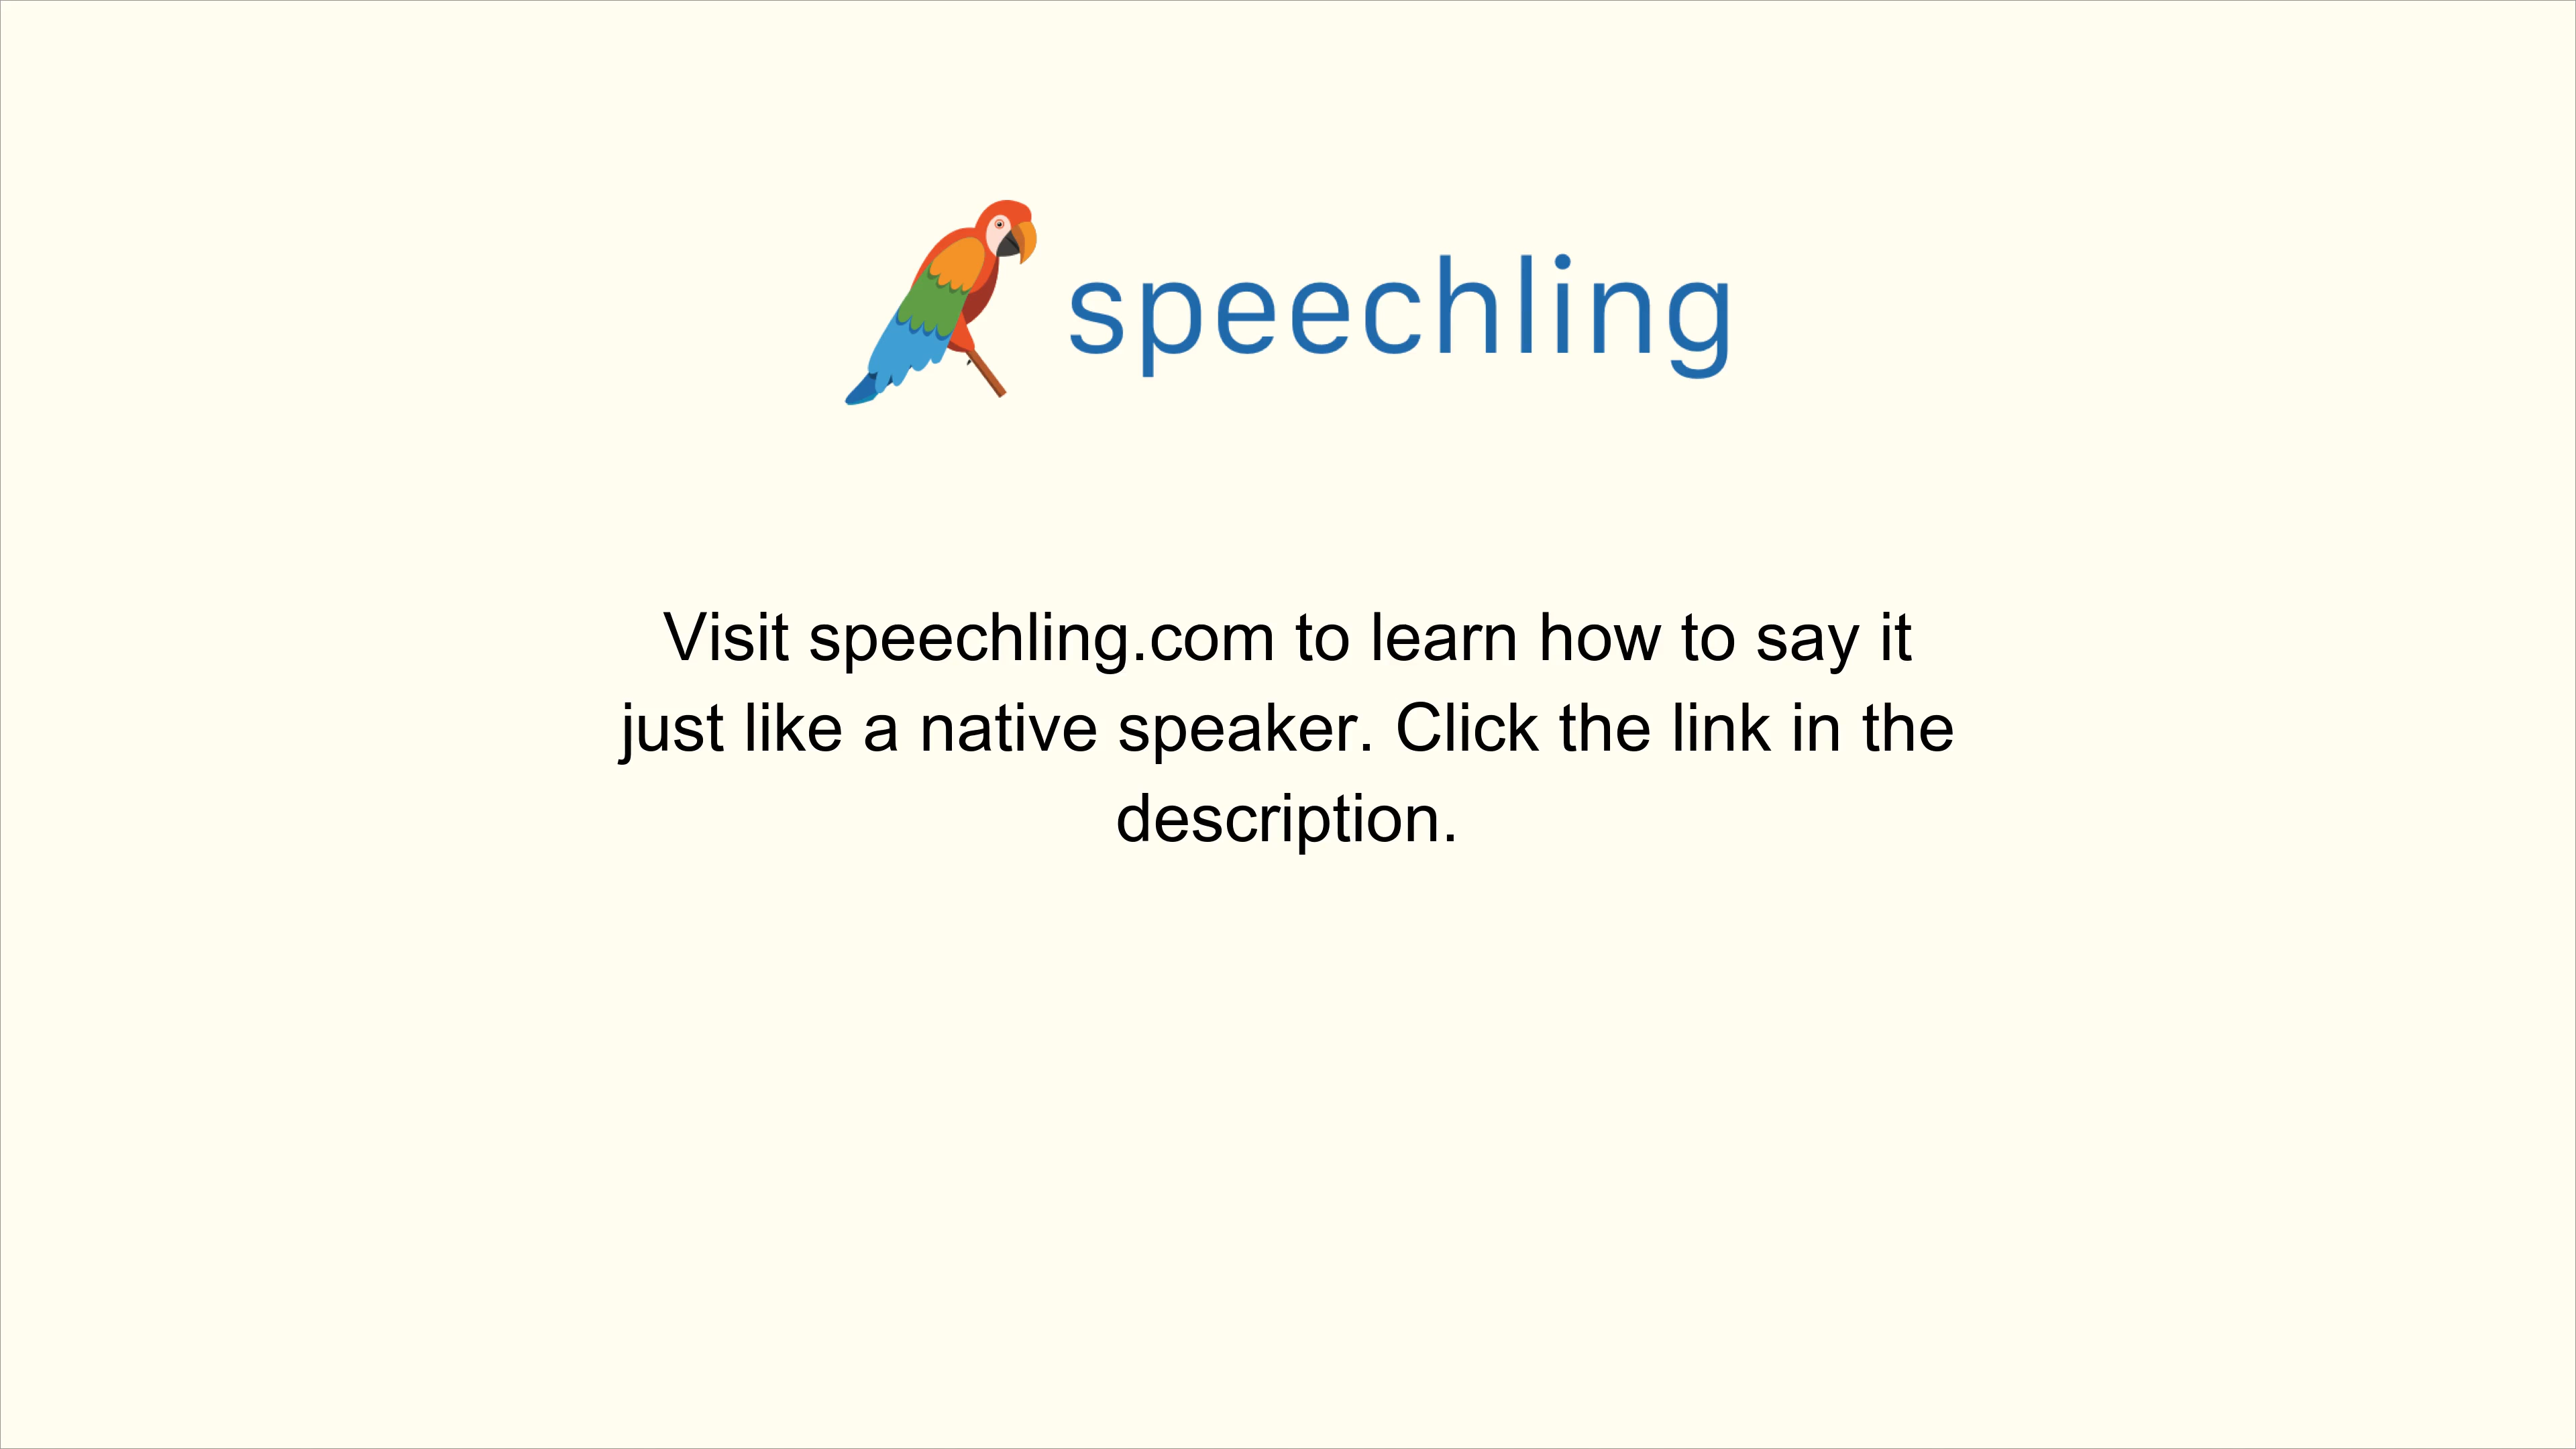 speechling
Visit speechling.com to learn how to say it
just like a native speaker. Click the link in the
description.